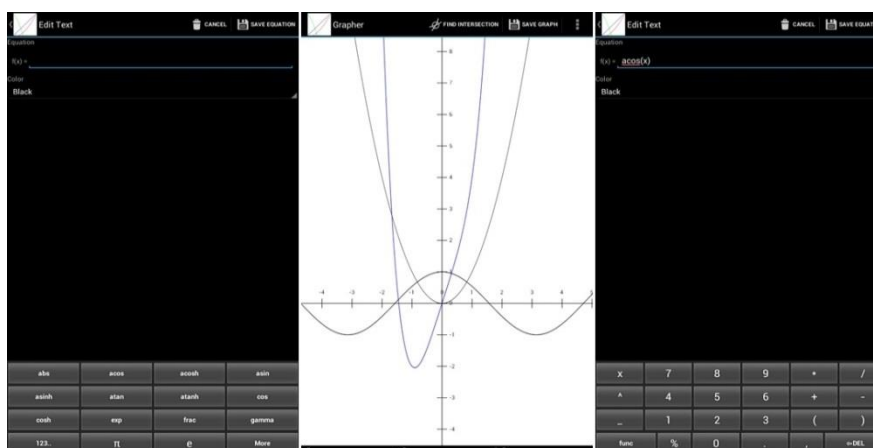 Edit Text
CANCEL
SAVE EQUATION
Equation
f(x) =
Color
Black
abs
acos
acosh
asin
asinh
atan
atanh
cos
cosh
exp
frac
gamma
123..
π
e
More
Grapher
FIND INTERSECTION
SAVE GRAPH
8
7
6
5
4
3
2
1
-4
-3
-2
-1
0
1
2
3
4
5
-1
-2
-3
-4
Edit Text
CANCEL
SAVE EQUAT
Equation
f(x) = acos(x)
Color
Black
x
7
8
9
*
/
^
4
5
6
+
-
_
1
2
3
(
)
func
%
0
.
,
DEL